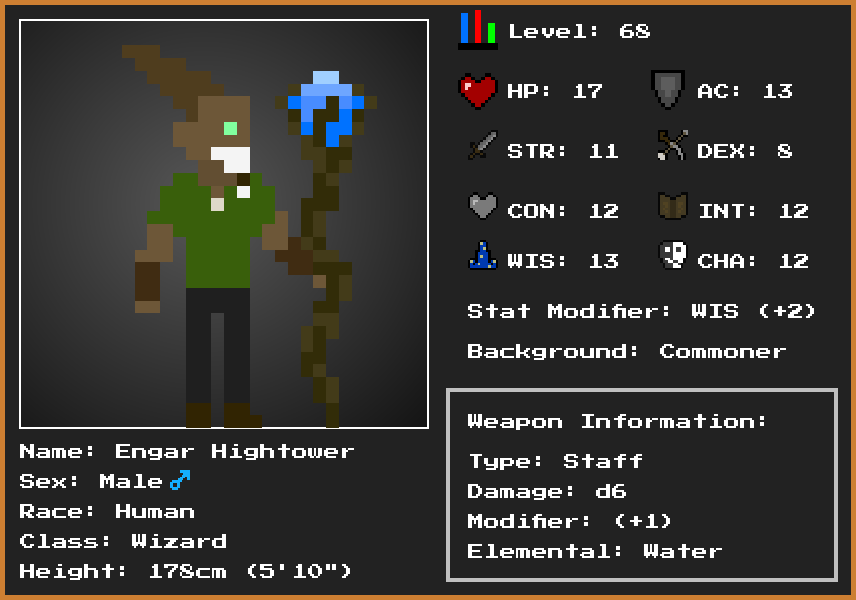 Level: 68
HP: 17 AC: 13
STR: 11 DEX: 8
CON: 12 INT: 12
WIS: 13 CHA: 12
Stat Modifier: WIS (+2)
Background: Commoner
Weapon Information:
Type: Staff
Damage: d6
Modifier: (+1)
Elemental: Water
Name: Engar Hightower
Sex: Male ♂
Race: Human
Class: Wizard
Height: 178cm (5'10")